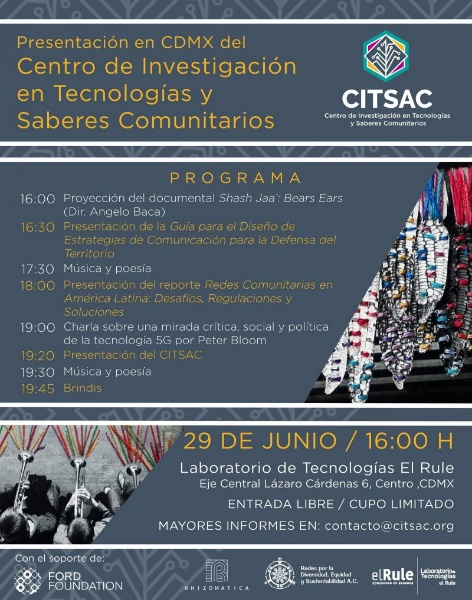 Presentación en CDMX del
Centro de Investigación
en Tecnologías y
Saberes Comunitarios
CITSAC
Centro de Investigación en Tecnologías
y Saberes Comunitarios
PROGRAMA
16:00 Proyección del documental Shash Jaa': Bears Ears
(Dir. Angelo Baca)
16:30 Presentación de la Guía para el Diseño de
Estrategias de Comunicación para la Defensa del
Territorio
17:30 Música y poesía
18:00 Presentación del reporte Redes Comunitarias en
América Latina: Desafíos, Regulaciones y
Soluciones
19:00 Charla sobre una mirada crítica, social y política
de la tecnología 5G por Peter Bloom
19:20 Presentación del CITSAC
19:30 Música y poesía
19:45 Brindis
29 DE JUNIO / 16:00 H
Laboratorio de Tecnologías El Rule
Eje Central Lázaro Cárdenas 6, Centro ,CDMX
ENTRADA LIBRE / CUPO LIMITADO
MAYORES INFORMES EN: contacto@citsac.org
Con el soporte de:
FORD
FOUNDATION
RHIZOMATICA
Redes por la
Diversidad, Equidad
y Sustentabilidad A.C.
elRule
Laboratorio de
Tecnologías
el Rule